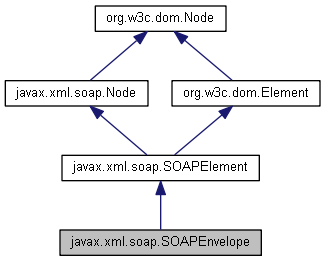 org.w3c.dom.Node
javax.xml.soap.Node
org.w3c.dom.Element
javax.xml.soap.SOAPElement
javax.xml.soap.SOAPEnvelope